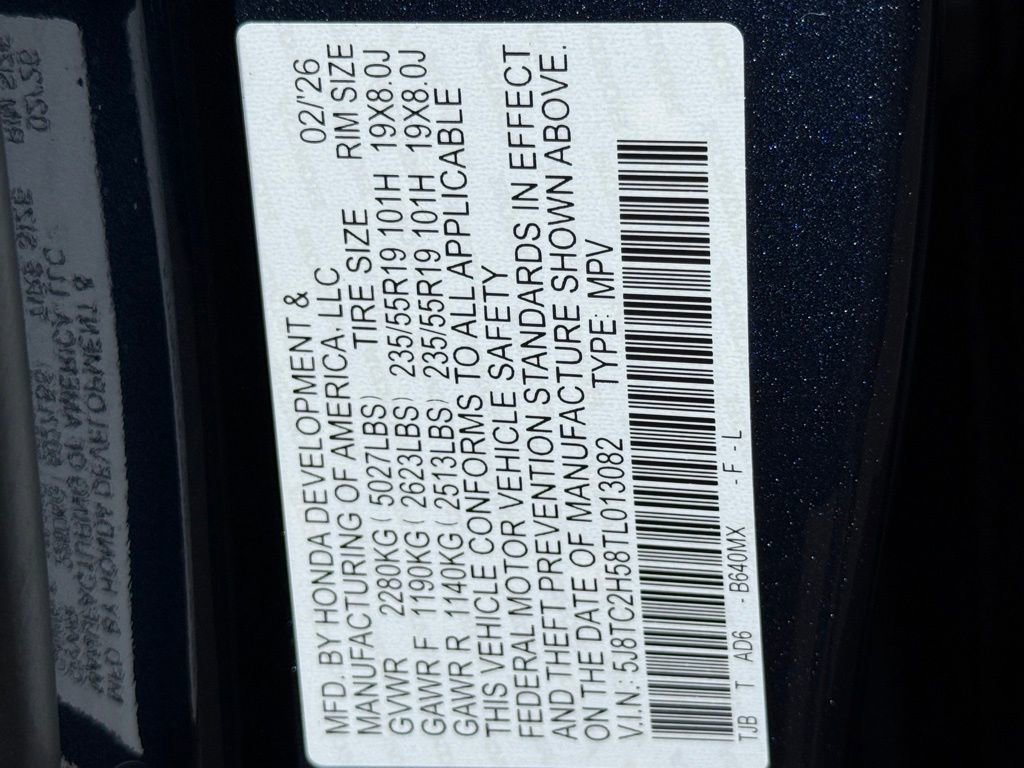 MFD. BY HONDA DEVELOPMENT & 02/'26
MANUFACTURING OF AMERICA, LLC TIRE SIZE RIM SIZE
GVWR 2280KG ( 5027LBS)
GAWR F 1190KG ( 2623LBS) 235/55R19 101H 19X8.0J
GAWR R 1140KG ( 2513LBS) 235/55R19 101H 19X8.0J
THIS VEHICLE CONFORMS TO ALL APPLICABLE
FEDERAL MOTOR VEHICLE SAFETY
AND THEFT PREVENTION STANDARDS IN EFFECT
ON THE DATE OF MANUFACTURE SHOWN ABOVE.
V.I.N.: 5J8TC2H58TL013082 TYPE: MPV
TJB T AD6 - B640MX - F - L